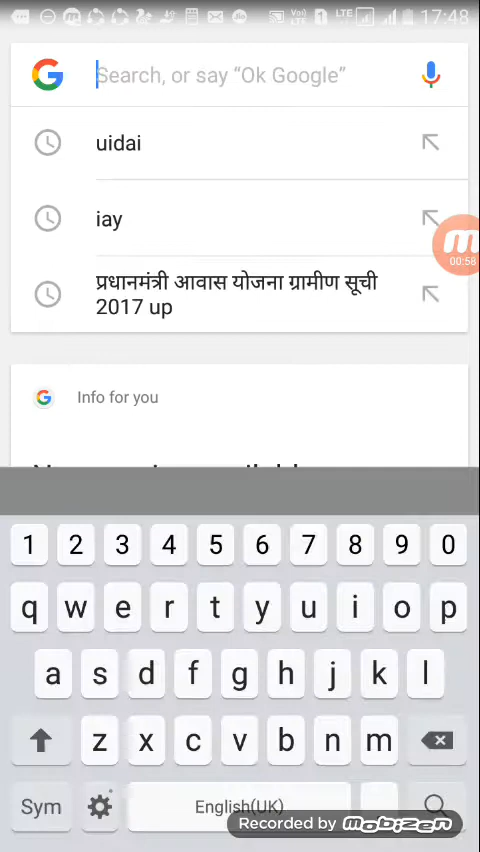 LTE LTE 17:48
Search, or say “Ok Google”
uidai
iay
00:58
प्रधानमंत्री आवास योजना ग्रामीण सूची
2017 up
Info for you
1 2 3 4 5 6 7 8 9 0
q w e r t y u i o p
a s d f g h j k l
z x c v b n m
Sym English(UK)
Recorded by mobizen